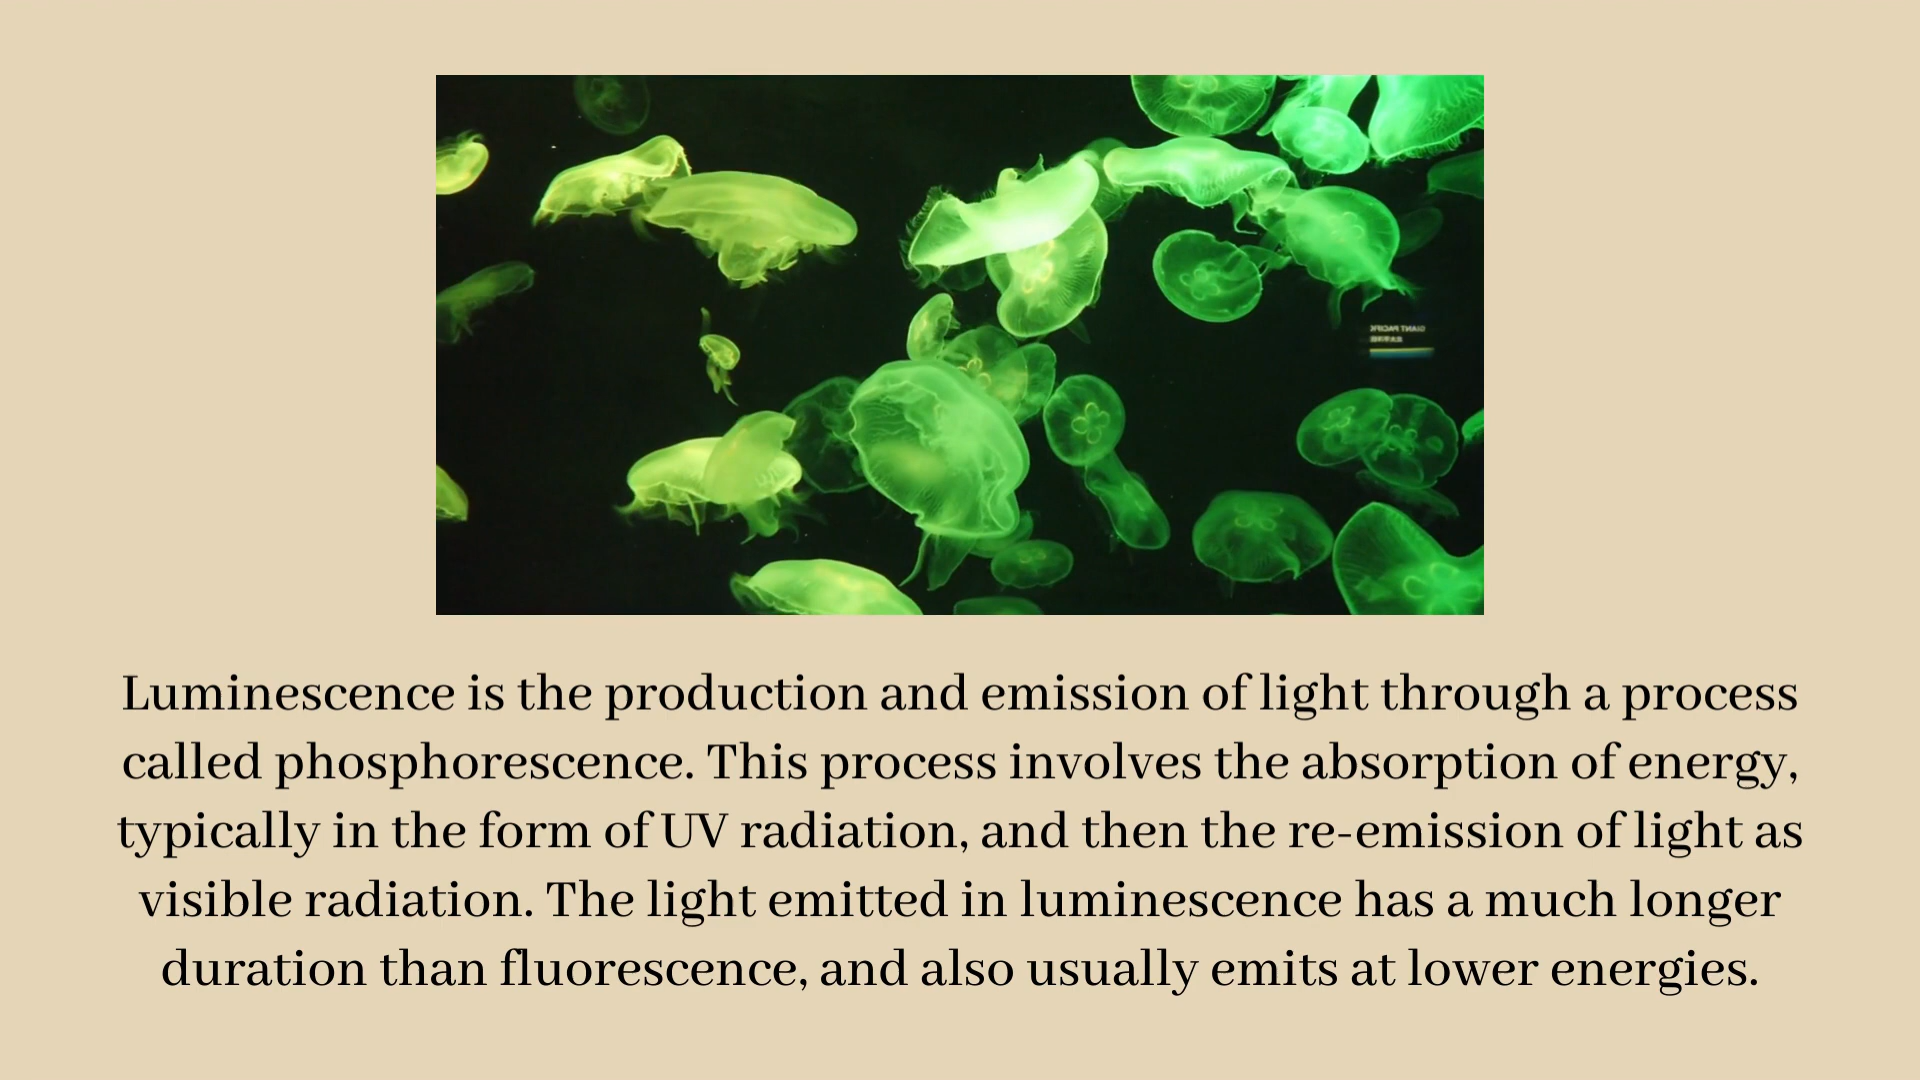 Luminescence is the production and emission of light through a process
called phosphorescence. This process involves the absorption of energy,
typically in the form of UV radiation, and then the re-emission of light as
visible radiation. The light emitted in luminescence has a much longer
duration than fluorescence, and also usually emits at lower energies.